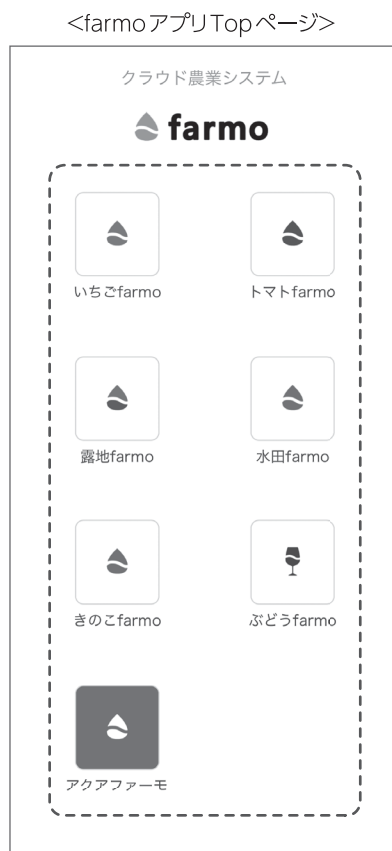 <farmoアプリTopページ>
クラウド農業システム
farmo
いちごfarmo
トマトfarmo
露地farmo
水田farmo
きのこfarmo
ぶどうfarmo
アクアファーモ